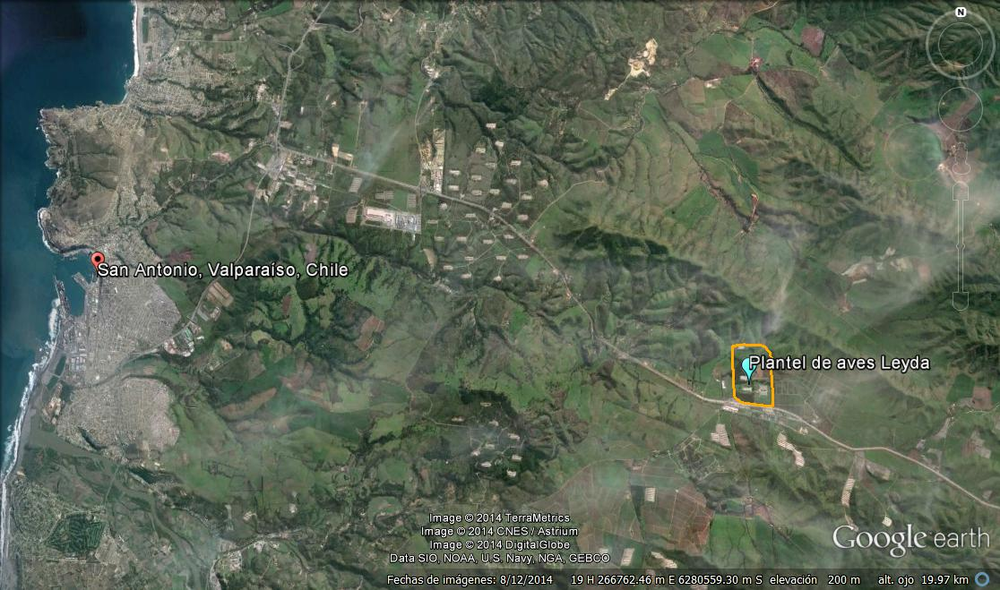 N
San Antonio, Valparaíso, Chile
Plantel de aves Leyda
Image © 2014 TerraMetrics
Image © 2014 CNES / Astrium
Image © 2014 DigitalGlobe
Data SIO, NOAA, U.S. Navy, NGA, GEBCO
Google earth
Fechas de imágenes: 8/12/2014 19 H 266762.46 m E 6280559.30 m S elevación 200 m alt. ojo 19.97 km